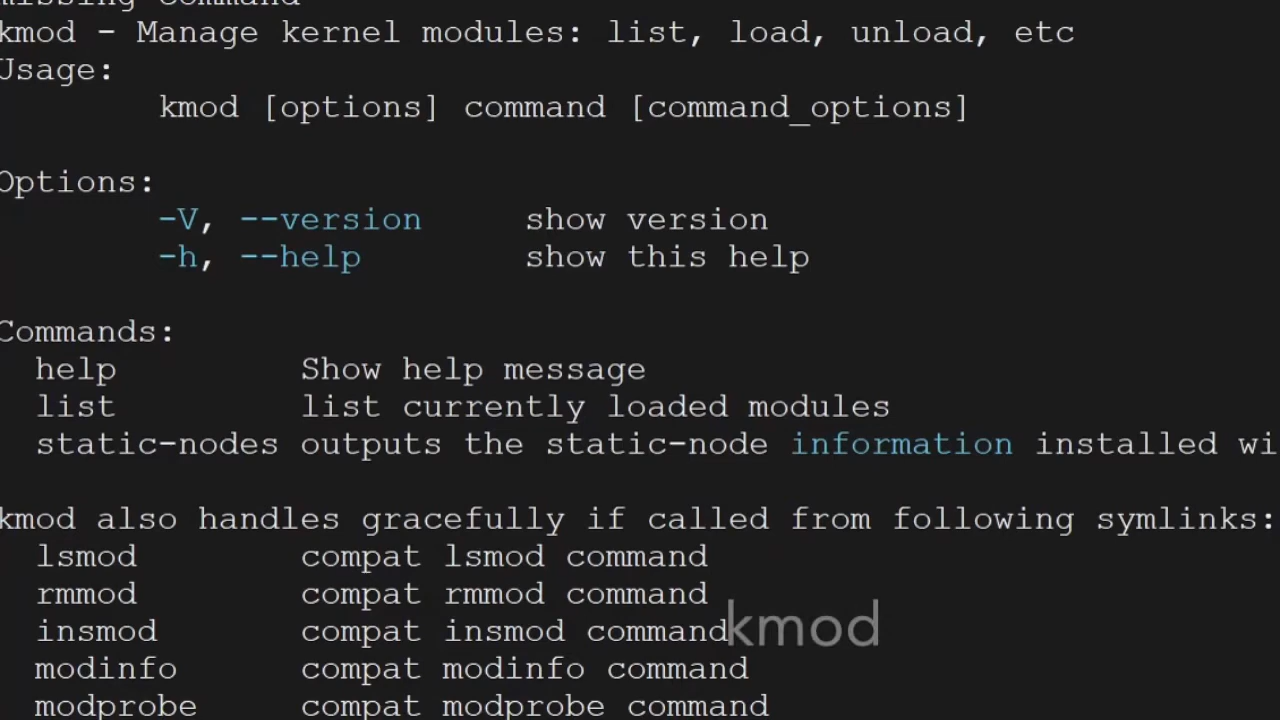 missing command
kmod - Manage kernel modules: list, load, unload, etc
Usage:
kmod [options] command [command_options]
Options:
-V, --version show version
-h, --help show this help
Commands:
help Show help message
list list currently loaded modules
static-nodes outputs the static-node information installed wi
kmod also handles gracefully if called from following symlinks:
lsmod compat lsmod command
rmmod compat rmmod command
insmod compat insmod command
kmod
modinfo compat modinfo command
modprobe compat modprobe command